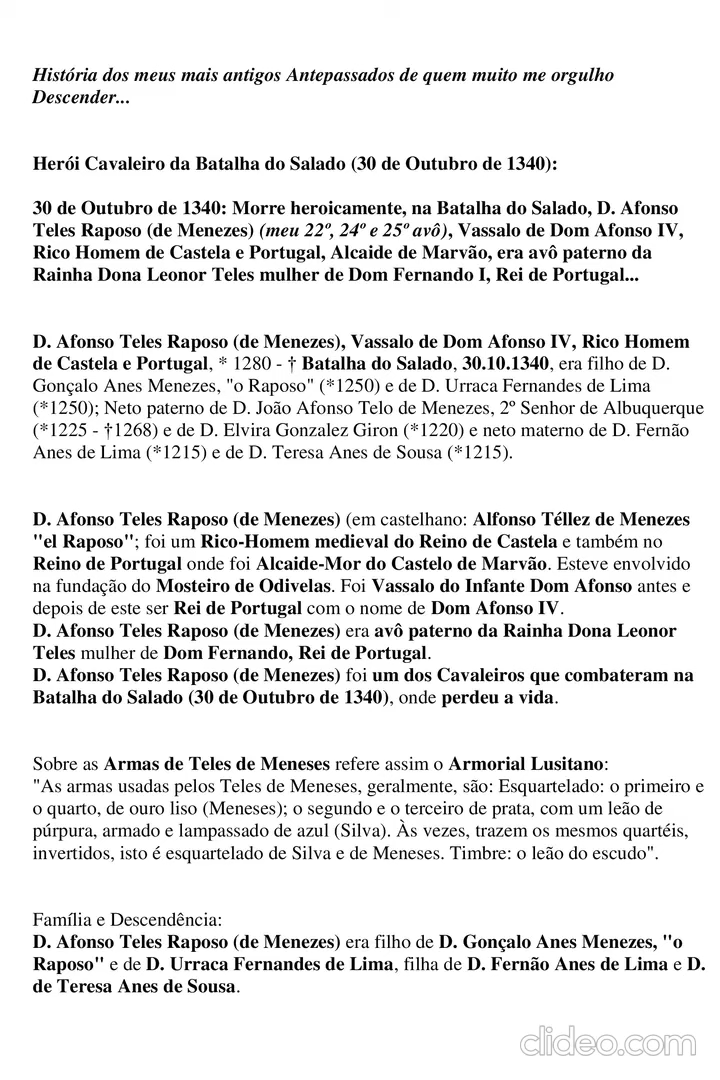 História dos meus mais antigos Antepassados de quem muito me orgulho
Descender...
Herói Cavaleiro da Batalha do Salado (30 de Outubro de 1340):
30 de Outubro de 1340: Morre heroicamente, na Batalha do Salado, D. Afonso
Teles Raposo (de Menezes) (meu 22º, 24º e 25º avô), Vassalo de Dom Afonso IV,
Rico Homem de Castela e Portugal, Alcaide de Marvão, era avô paterno da
Rainha Dona Leonor Teles mulher de Dom Fernando I, Rei de Portugal...
D. Afonso Teles Raposo (de Menezes), Vassalo de Dom Afonso IV, Rico Homem
de Castela e Portugal, * 1280 - † Batalha do Salado, 30.10.1340, era filho de D.
Gonçalo Anes Menezes, "o Raposo" (*1250) e de D. Urraca Fernandes de Lima
(*1250); Neto paterno de D. João Afonso Telo de Menezes, 2º Senhor de Albuquerque
(*1225 - †1268) e de D. Elvira Gonzalez Giron (*1220) e neto materno de D. Fernão
Anes de Lima (*1215) e de D. Teresa Anes de Sousa (*1215).
D. Afonso Teles Raposo (de Menezes) (em castelhano: Alfonso Téllez de Menezes
"el Raposo"; foi um Rico-Homem medieval do Reino de Castela e também no
Reino de Portugal onde foi Alcaide-Mor do Castelo de Marvão. Esteve envolvido
na fundação do Mosteiro de Odivelas. Foi Vassalo do Infante Dom Afonso antes e
depois de este ser Rei de Portugal com o nome de Dom Afonso IV.
D. Afonso Teles Raposo (de Menezes) era avô paterno da Rainha Dona Leonor
Teles mulher de Dom Fernando, Rei de Portugal.
D. Afonso Teles Raposo (de Menezes) foi um dos Cavaleiros que combateram na
Batalha do Salado (30 de Outubro de 1340), onde perdeu a vida.
Sobre as Armas de Teles de Meneses refere assim o Armorial Lusitano:
"As armas usadas pelos Teles de Meneses, geralmente, são: Esquartelado: o primeiro e
o quarto, de ouro liso (Meneses); o segundo e o terceiro de prata, com um leão de
púrpura, armado e lampassado de azul (Silva). Às vezes, trazem os mesmos quartéis,
invertidos, isto é esquartelado de Silva e de Meneses. Timbre: o leão do escudo".
Família e Descendência:
D. Afonso Teles Raposo (de Menezes) era filho de D. Gonçalo Anes Menezes, "o
Raposo" e de D. Urraca Fernandes de Lima, filha de D. Fernão Anes de Lima e D.
de Teresa Anes de Sousa.
clideo.com